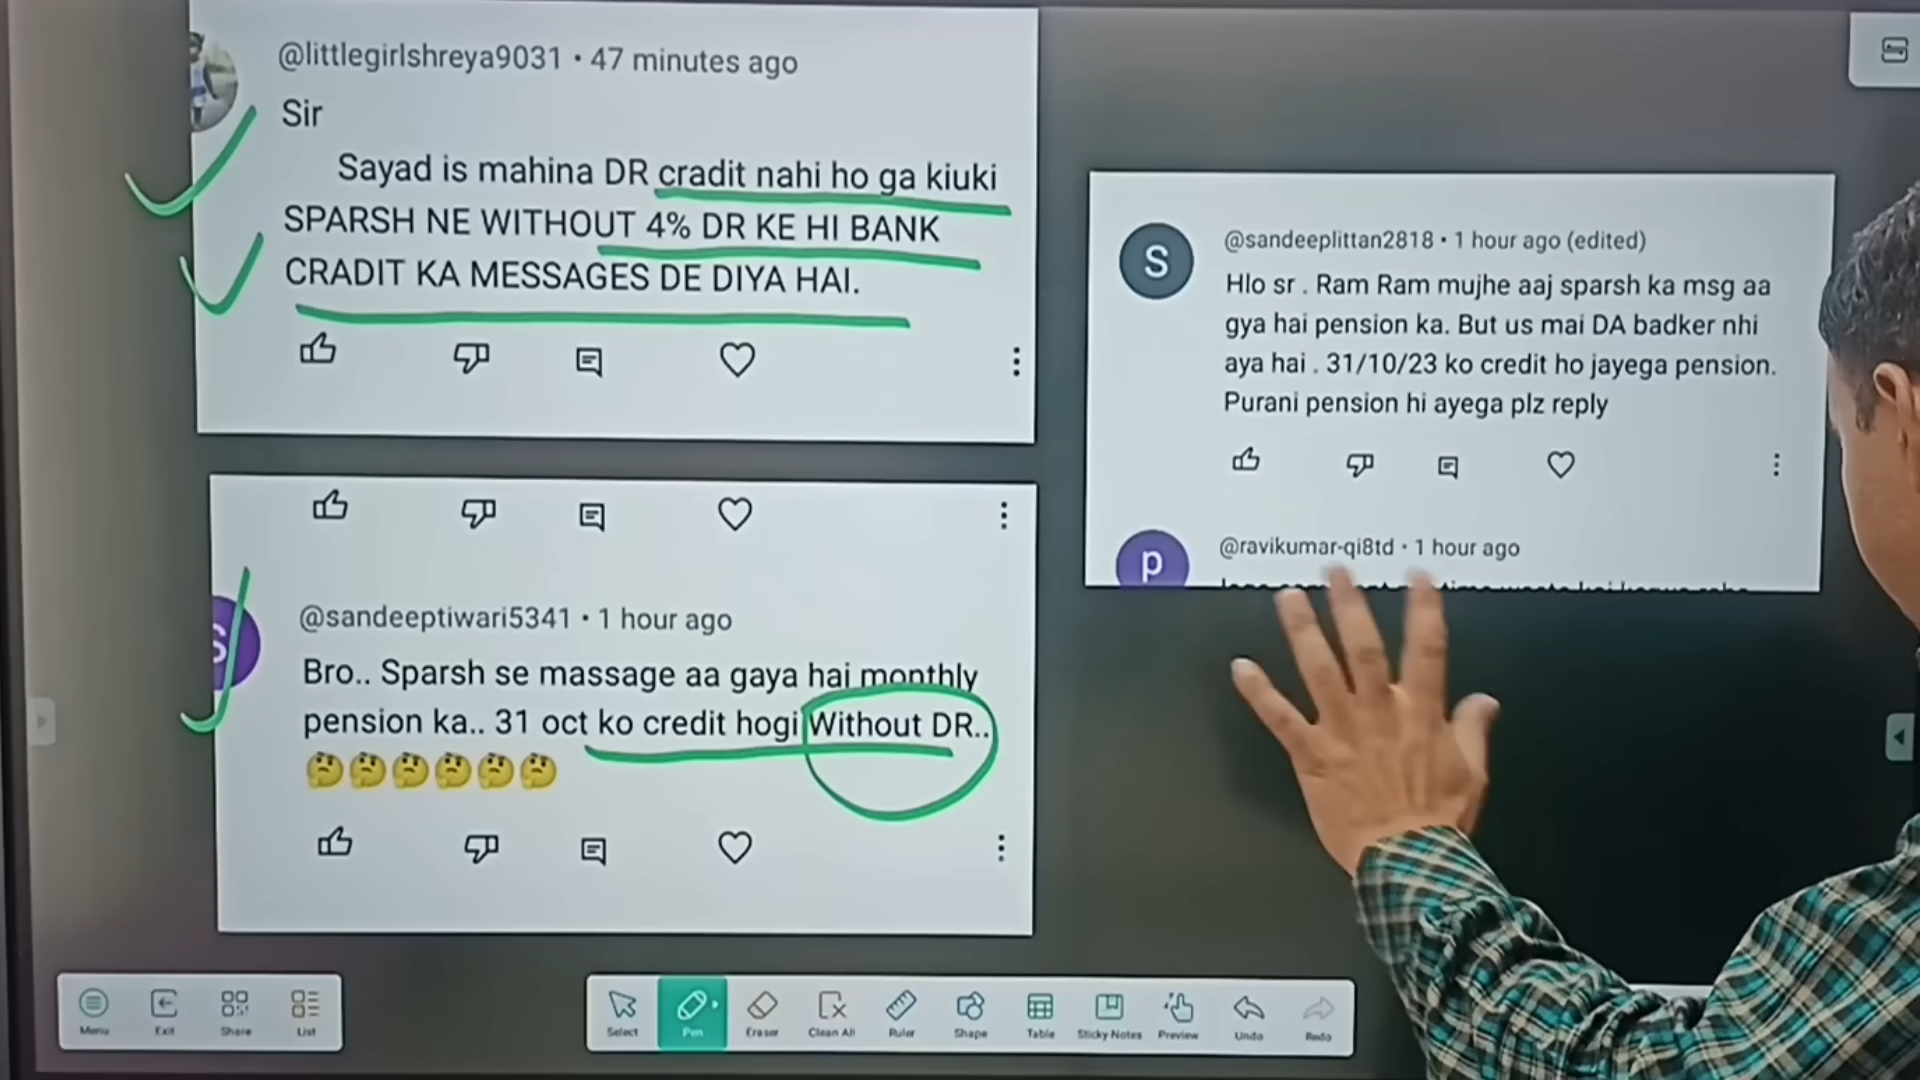 @littlegirlshreya9031 • 47 minutes ago
Sir
Sayad is mahina DR cradit nahi ho ga kiuki
SPARSH NE WITHOUT 4% DR KE HI BANK
CRADIT KA MESSAGES DE DIYA HAI.
S
@sandeeptiwari5341 • 1 hour ago
Bro.. Sparsh se massage aa gaya hai monthly
pension ka.. 31 oct ko credit hogi Without DR..
🤔🤔🤔🤔🤔🤔
S
@sandeeplittan2818 • 1 hour ago (edited)
Hlo sr . Ram Ram mujhe aaj sparsh ka msg aa
gya hai pension ka. But us mai DA badker nhi
aya hai . 31/10/23 ko credit ho jayega pension.
Purani pension hi ayega plz reply
p
@ravikumar-qi8td • 1 hour ago
Menu Exit Share List
Select Pen Eraser Clean All Ruler Shape Table Sticky Notes Preview Undo Redo